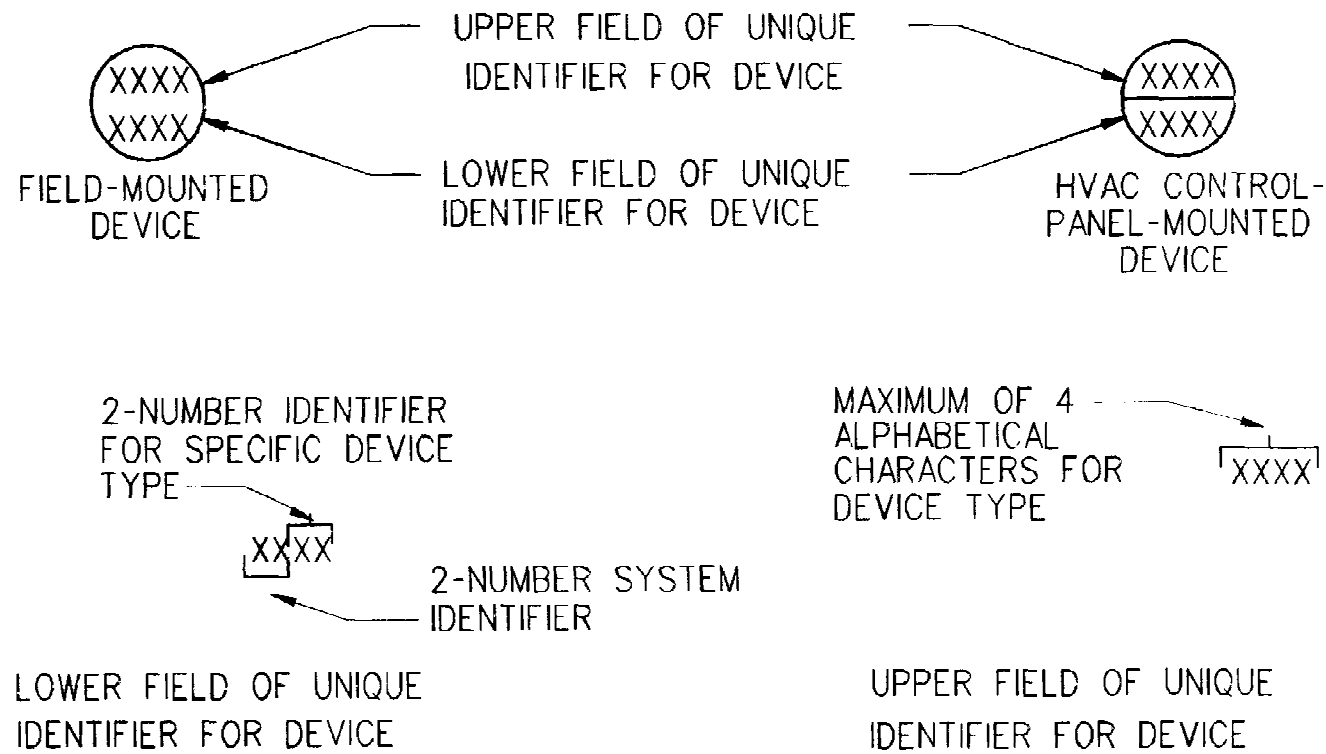 XXXX
XXXX
FIELD-MOUNTED
DEVICE
UPPER FIELD OF UNIQUE
IDENTIFIER FOR DEVICE
LOWER FIELD OF UNIQUE
IDENTIFIER FOR DEVICE
XXXX
XXXX
HVAC CONTROL-
PANEL-MOUNTED
DEVICE
2-NUMBER IDENTIFIER
FOR SPECIFIC DEVICE
TYPE
XXXX
2-NUMBER SYSTEM
IDENTIFIER
LOWER FIELD OF UNIQUE
IDENTIFIER FOR DEVICE
MAXIMUM OF 4
ALPHABETICAL
CHARACTERS FOR
DEVICE TYPE
XXXX
UPPER FIELD OF UNIQUE
IDENTIFIER FOR DEVICE